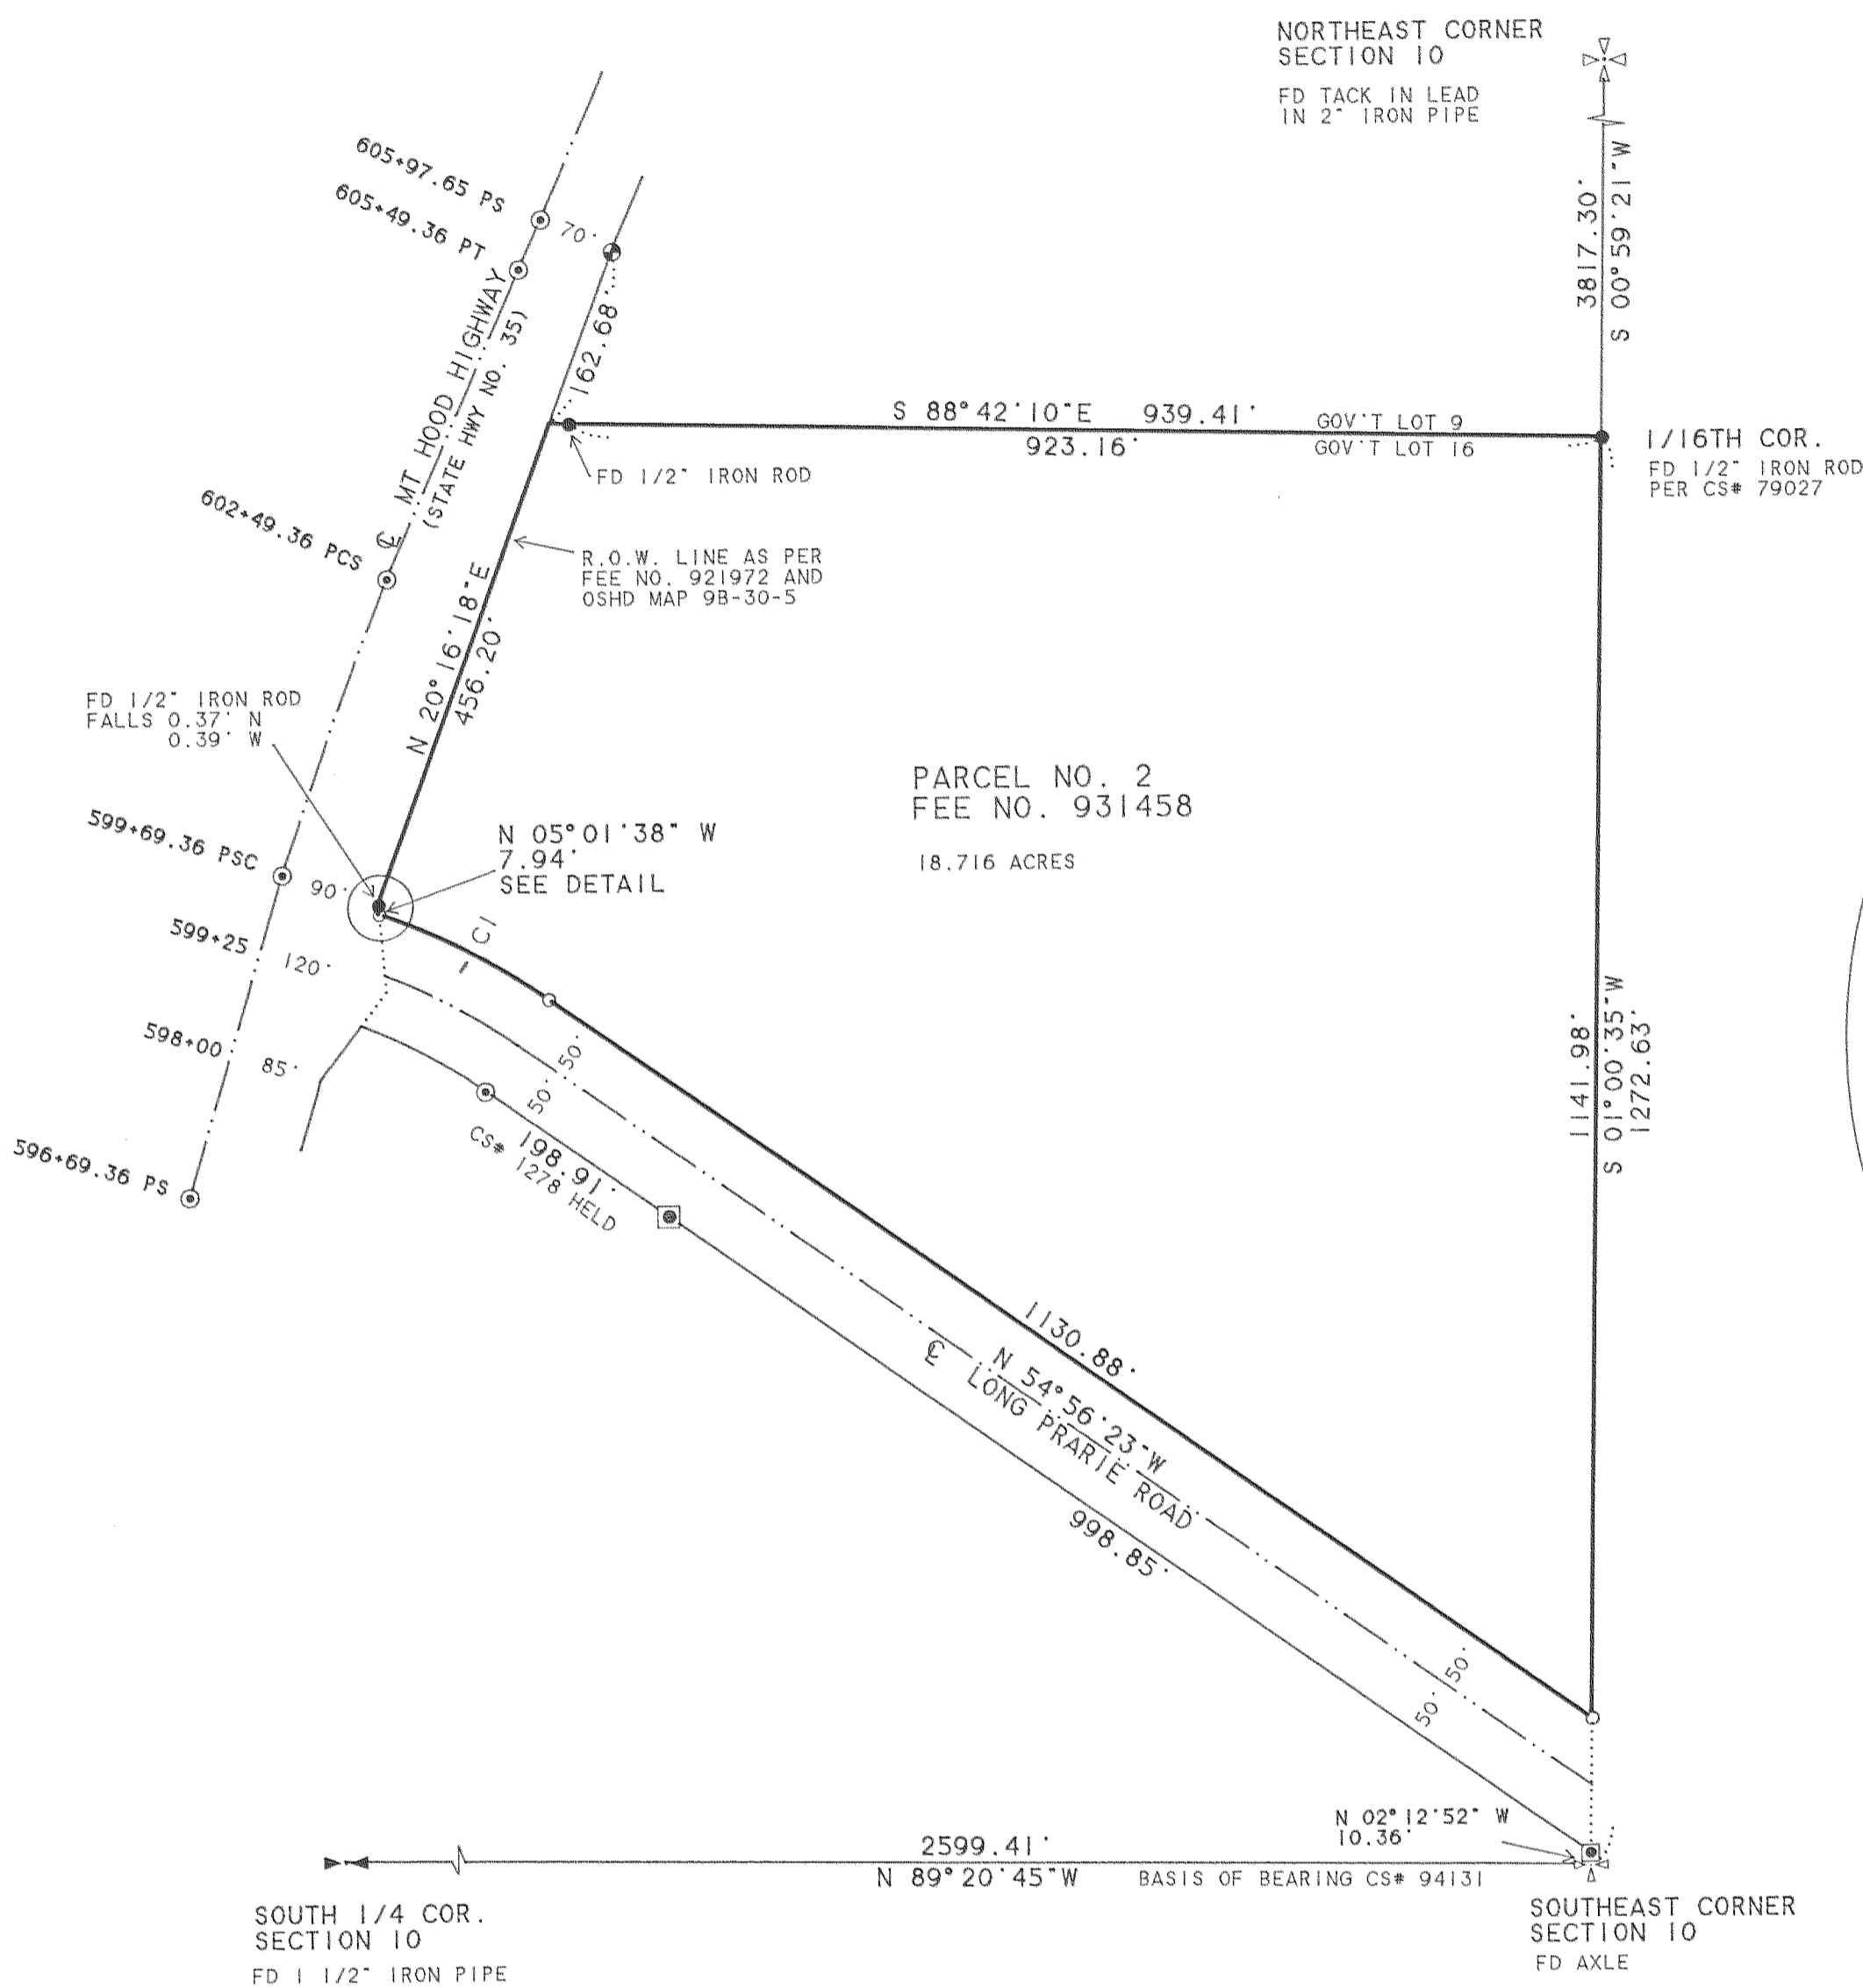 NORTHEAST CORNER
SECTION 10
FD TACK IN LEAD
IN 2" IRON PIPE
3817.30'
S 00°59'21"W
605+97.65 PS
605+49.36 PT
70'
162.68'
MT HOOD HIGHWAY
(STATE HWY NO. 35)
S 88°42'10"E 939.41'
923.16'
GOV'T LOT 9
GOV'T LOT 16
1/16TH COR.
FD 1/2" IRON ROD
PER CS# 79027
FD 1/2" IRON ROD
602+49.36 PCS
R.O.W. LINE AS PER
FEE NO. 921972 AND
OSHD MAP 9B-30-5
N 20°16'18"E
456.20'
FD 1/2" IRON ROD
FALLS 0.37' N
0.39' W
PARCEL NO. 2
FEE NO. 931458
18.716 ACRES
599+69.36 PSC
90'
N 05°01'38" W
7.94'
SEE DETAIL
C1
599+25
120'
598+00
85'
596+69.36 PS
50'
50'
198.91'
CS# 1278 HELD
1141.98'
S 01°00'35"W
1272.63'
1130.88'
N 54°56'23"W
℄ LONG PRARIE ROAD
998.85'
50'
50'
N 02°12'52" W
10.36'
2599.41'
N 89°20'45"W
BASIS OF BEARING CS# 94131
SOUTH 1/4 COR.
SECTION 10
FD 1 1/2" IRON PIPE
SOUTHEAST CORNER
SECTION 10
FD AXLE